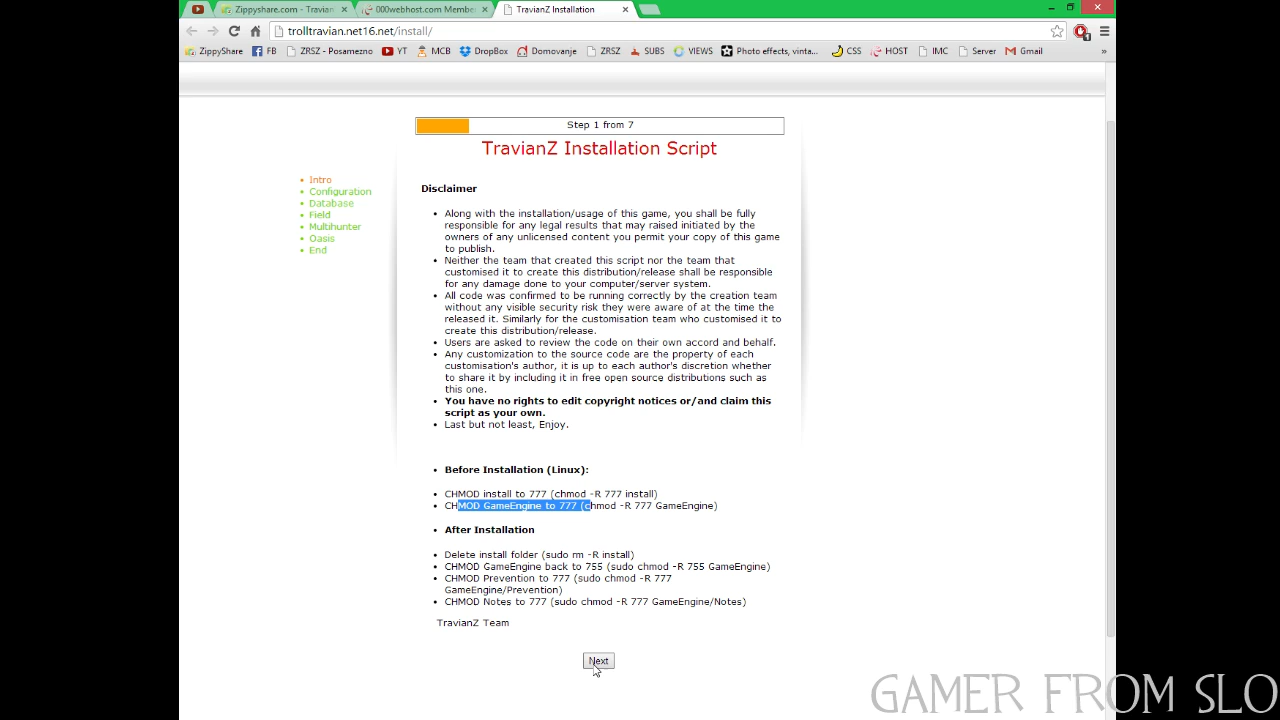 Zippyshare.com - Travian
000webhost.com Membe
TravianZ Installation
trolltravian.net16.net/install/
ZippyShare
FB
ZRSZ - Posamezno
YT
MCB
DropBox
Domovanje
ZRSZ
SUBS
VIEWS
Photo effects, vinta...
CSS
HOST
IMC
Server
Gmail
»
Step 1 from 7
TravianZ Installation Script
Intro
Configuration
Database
Field
Multihunter
Oasis
End
Disclaimer
Along with the installation/usage of this game, you shall be fully
responsible for any legal results that may raised initiated by the
owners of any unlicensed content you permit your copy of this game
to publish.
Neither the team that created this script nor the team that
customised it to create this distribution/release shall be responsible
for any damage done to your computer/server system.
All code was confirmed to be running correctly by the creation team
without any visible security risk they were aware of at the time the
released it. Similarly for the customisation team who customised it to
create this distribution/release.
Users are asked to review the code on their own accord and behalf.
Any customization to the source code are the property of each
customisation's author, it is up to each author's discretion whether
to share it by including it in free open source distributions such as
this one.
You have no rights to edit copyright notices or/and claim this
script as your own.
Last but not least, Enjoy.
Before Installation (Linux):
CHMOD install to 777 (chmod -R 777 install)
CHMOD GameEngine to 777 (chmod -R 777 GameEngine)
After Installation
Delete install folder (sudo rm -R install)
CHMOD GameEngine back to 755 (sudo chmod -R 755 GameEngine)
CHMOD Prevention to 777 (sudo chmod -R 777
GameEngine/Prevention)
CHMOD Notes to 777 (sudo chmod -R 777 GameEngine/Notes)
TravianZ Team
Next
GAMER FROM SLO